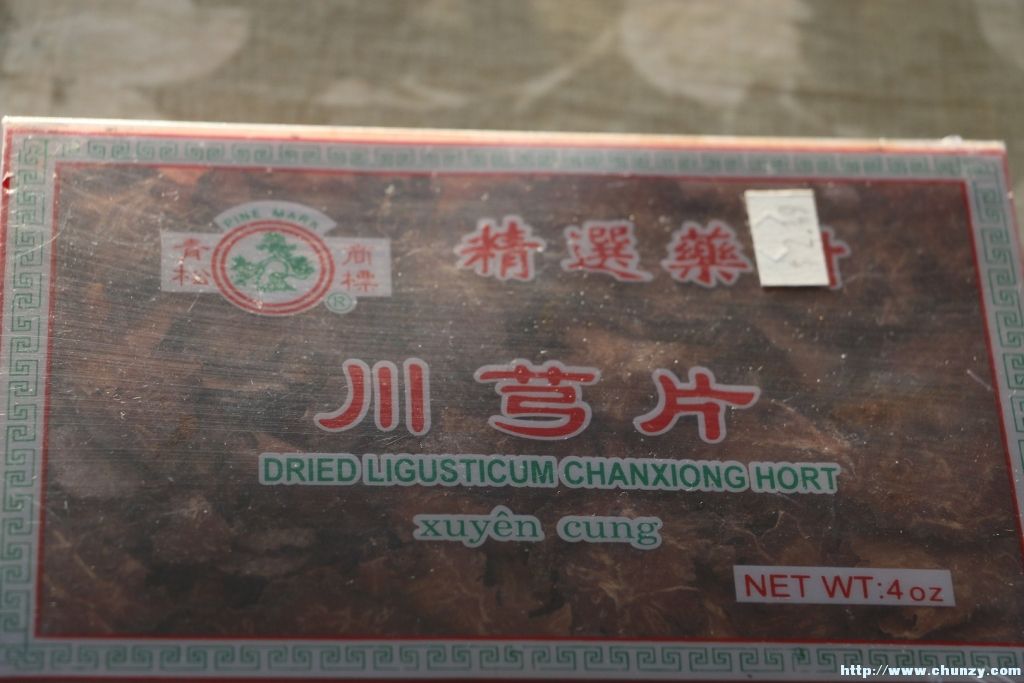 PINE MARK
青松 商標
®
精選藥
川芎片
DRIED LIGUSTICUM CHANXIONG HORT
xuyên cung
NET WT:4oz
http://www.chunzy.com